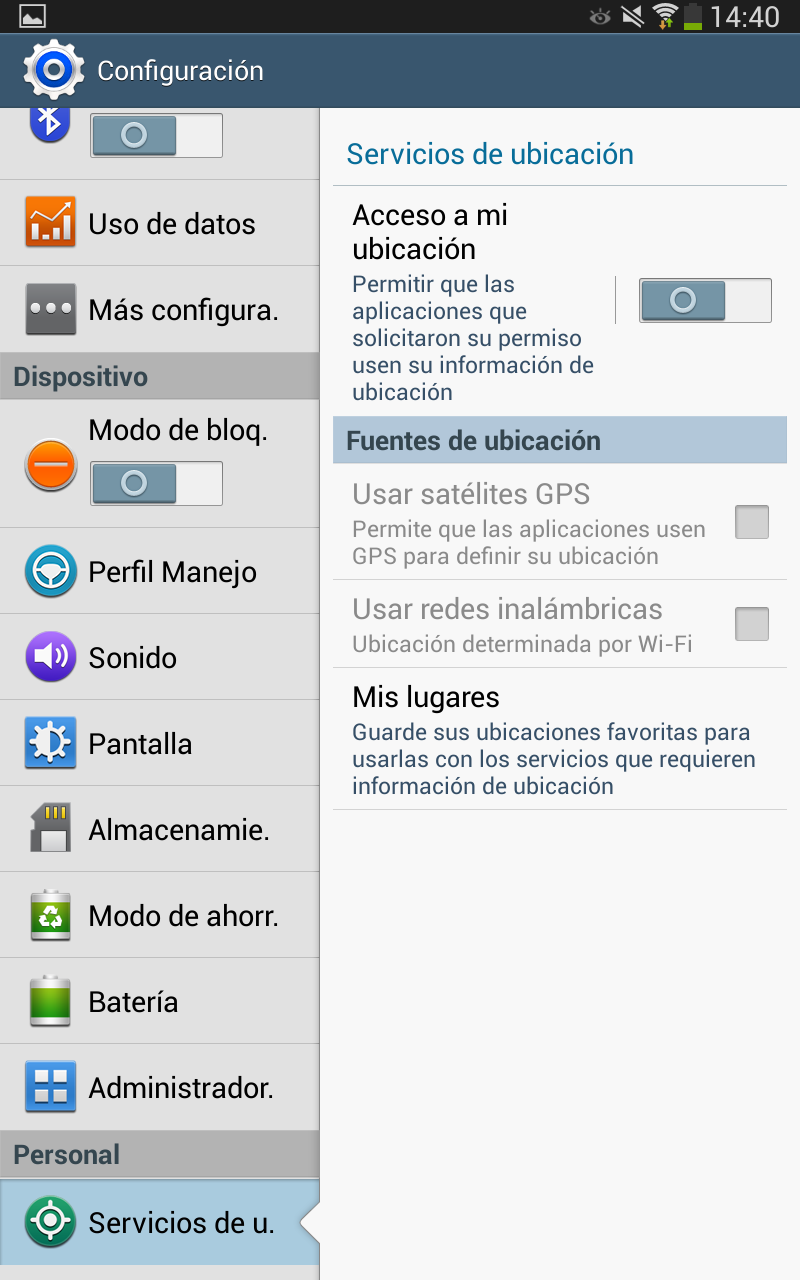 14:40
Configuración
Uso de datos
Más configura.
Dispositivo
Modo de bloq.
Perfil Manejo
Sonido
Pantalla
Almacenamie.
Modo de ahorr.
Batería
Administrador.
Personal
Servicios de u.
Servicios de ubicación
Acceso a mi
ubicación
Permitir que las
aplicaciones que
solicitaron su permiso
usen su información de
ubicación
Fuentes de ubicación
Usar satélites GPS
Permite que las aplicaciones usen
GPS para definir su ubicación
Usar redes inalámbricas
Ubicación determinada por Wi-Fi
Mis lugares
Guarde sus ubicaciones favoritas para
usarlas con los servicios que requieren
información de ubicación